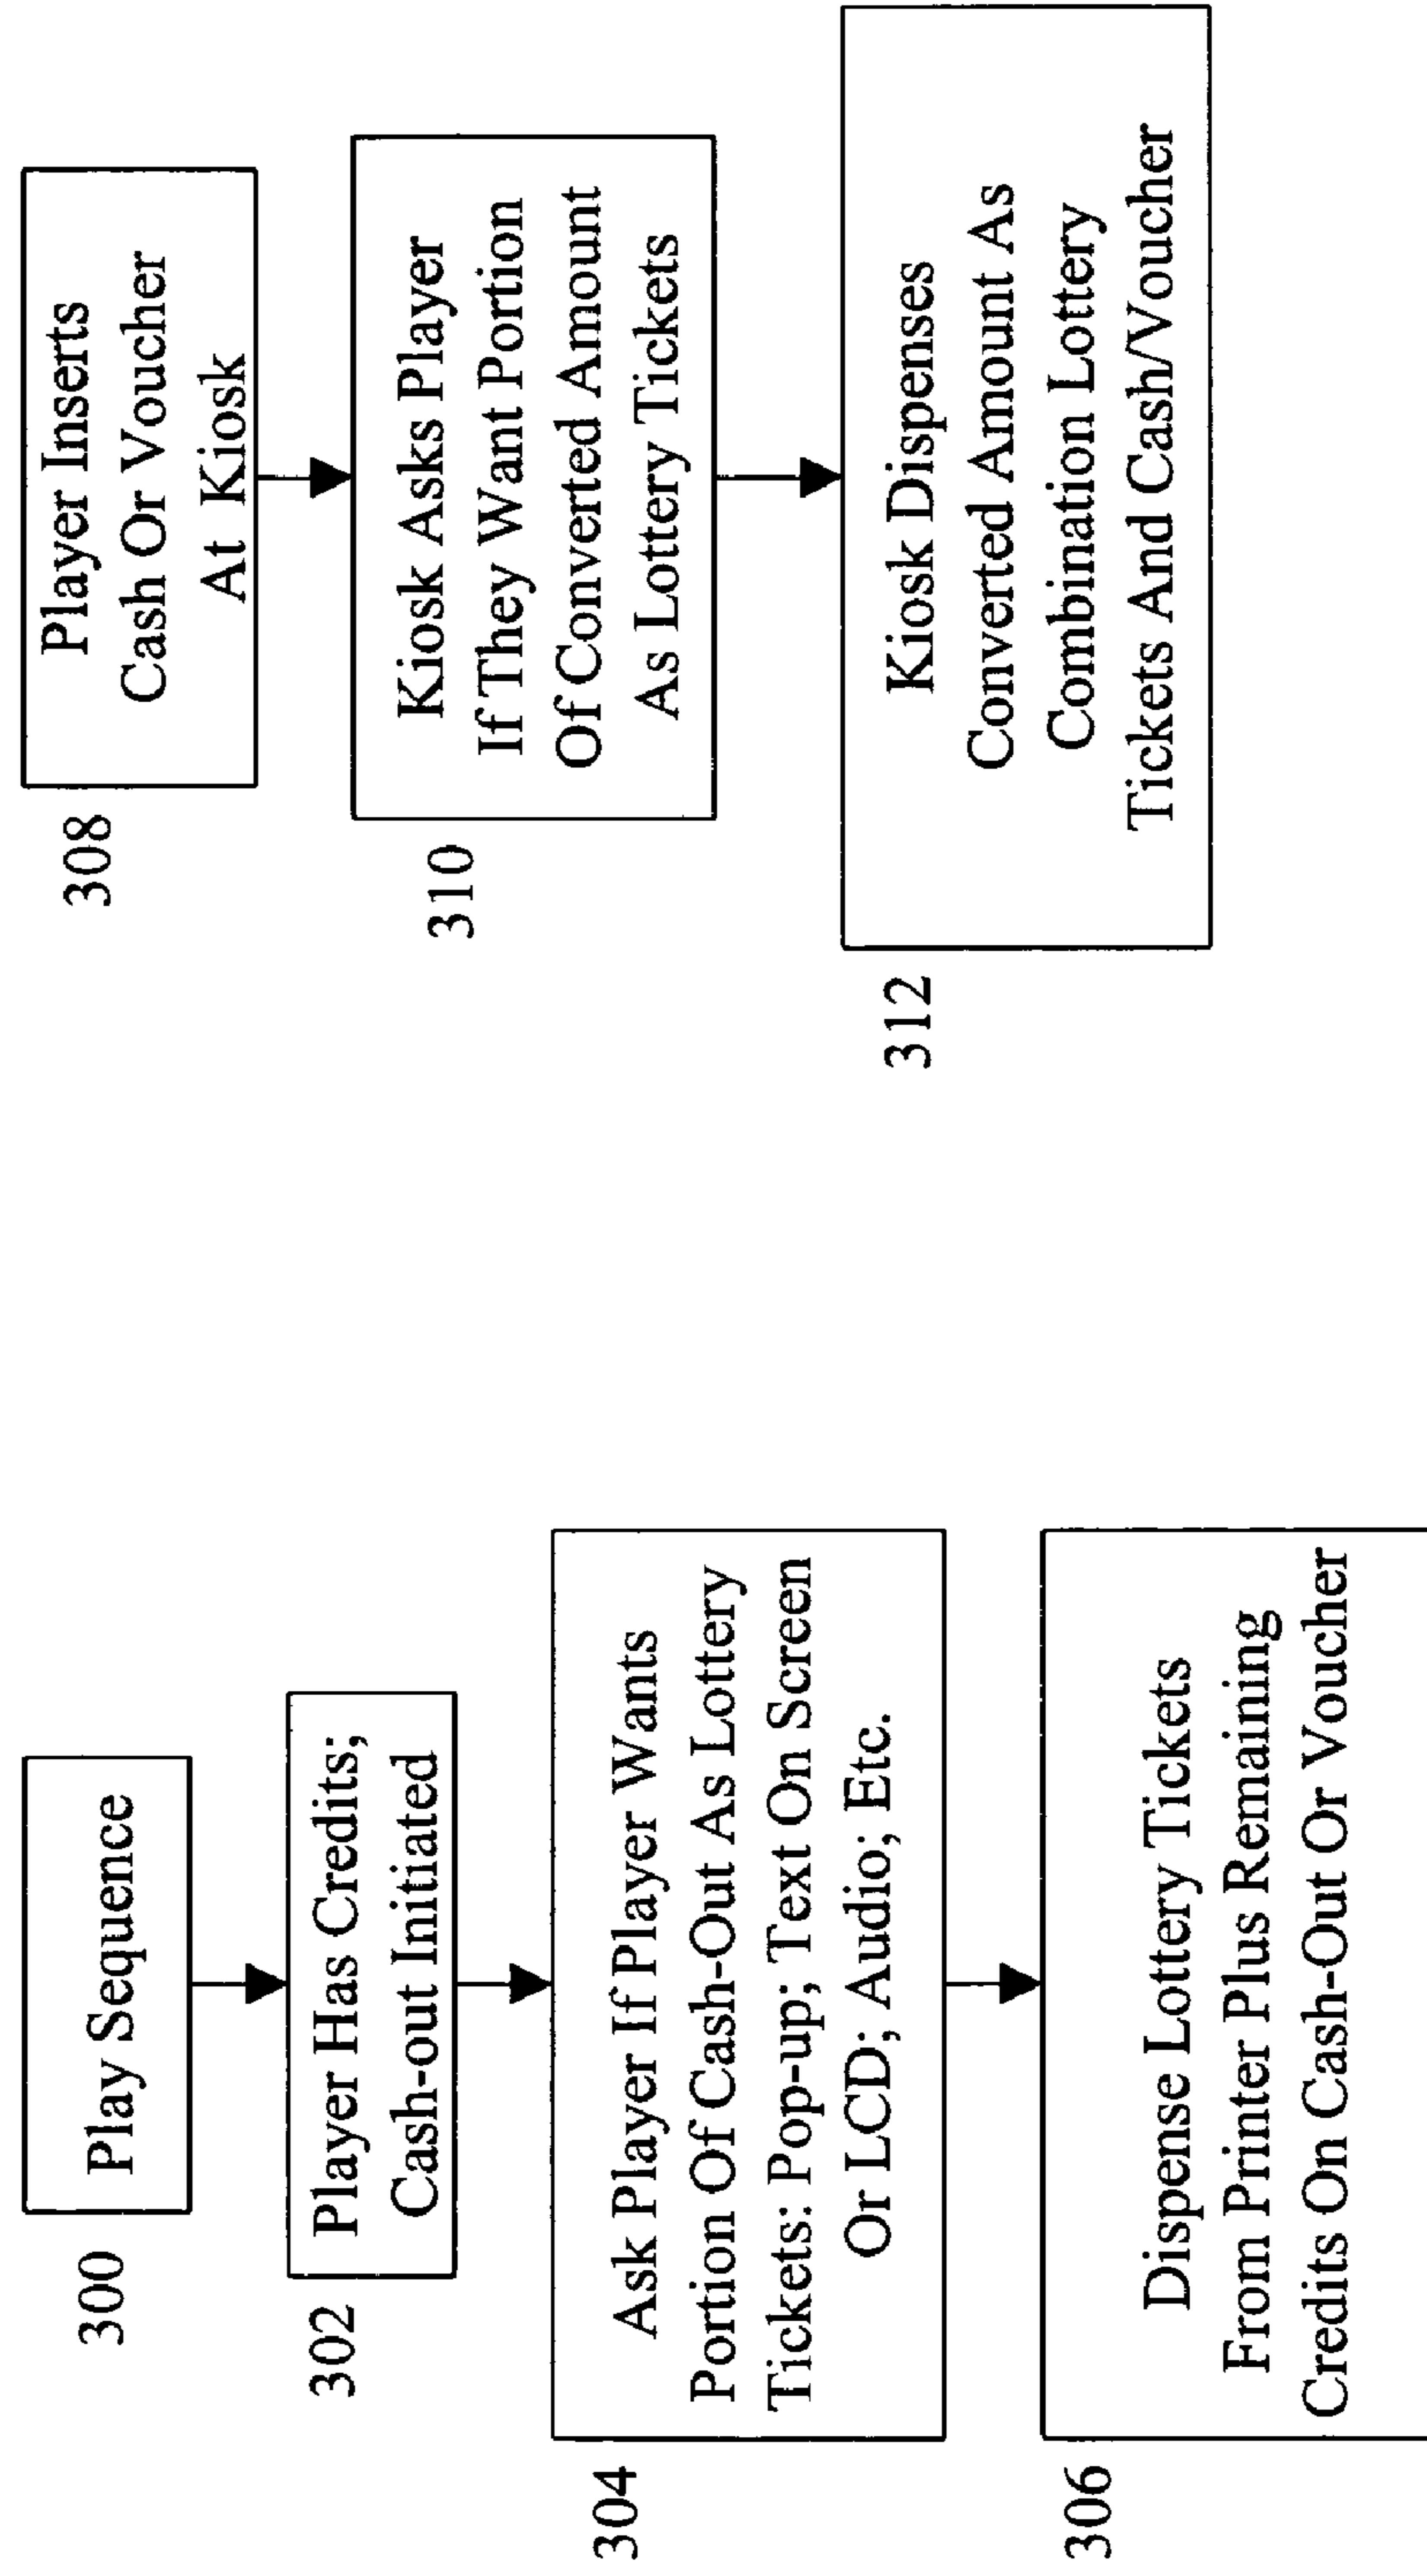 300
Play Sequence
302
Player Has Credits;
Cash-out Initiated
304
Ask Player If Player Wants
Portion Of Cash-Out As Lottery
Tickets: Pop-up; Text On Screen
Or LCD; Audio; Etc.
306
Dispense Lottery Tickets
From Printer Plus Remaining
Credits On Cash-Out Or Voucher
308
Player Inserts
Cash Or Voucher
At Kiosk
310
Kiosk Asks Player
If They Want Portion
Of Converted Amount
As Lottery Tickets
312
Kiosk Dispenses
Converted Amount As
Combination Lottery
Tickets And Cash/Voucher